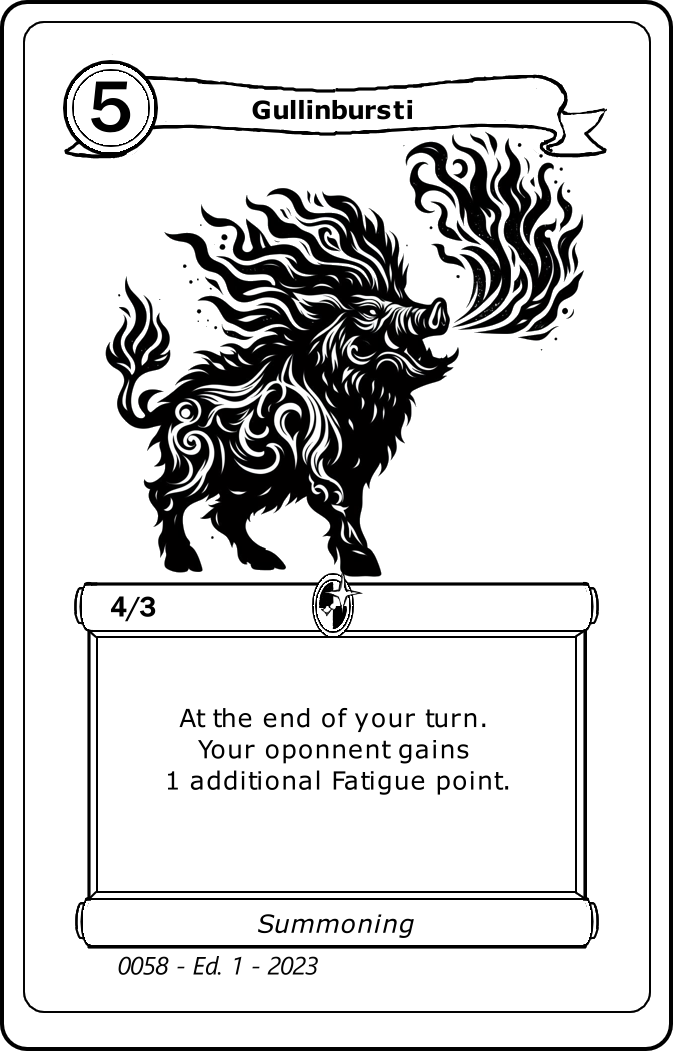 5
Gullinbursti
4/3
At the end of your turn.
Your oponnent gains
1 additional Fatigue point.
Summoning
0058 - Ed. 1 - 2023